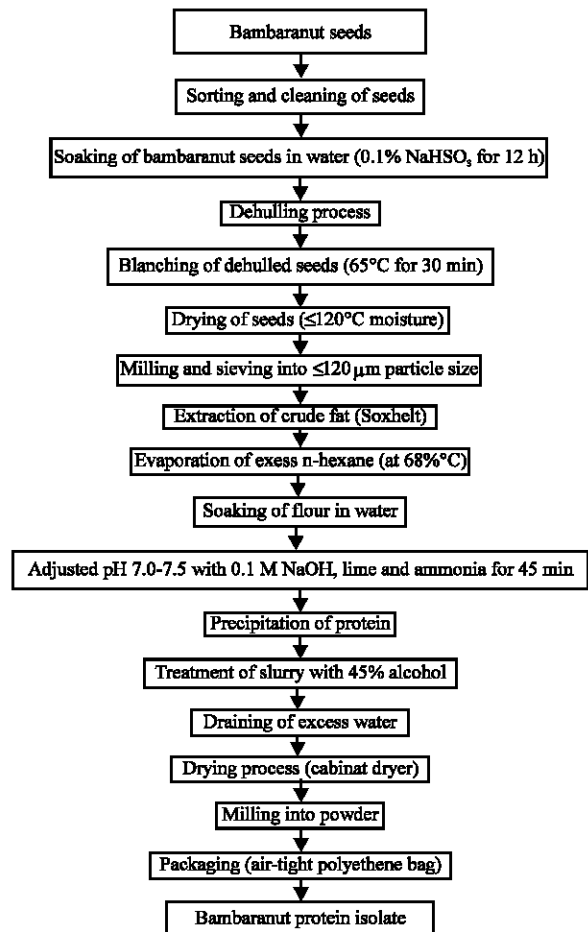 Bambaranut seeds
Sorting and cleaning of seeds
Soaking of bambaranut seeds in water (0.1% NaHSO₃ for 12 h)
Dehulling process
Blanching of dehulled seeds (65°C for 30 min)
Drying of seeds (≤120°C moisture)
Milling and sieving into ≤120 µm particle size
Extraction of crude fat (Soxhelt)
Evaporation of exess n-hexane (at 68%°C)
Soaking of flour in water
Adjusted pH 7.0-7.5 with 0.1 M NaOH, lime and ammonia for 45 min
Precipitation of protein
Treatment of slurry with 45% alcohol
Draining of excess water
Drying process (cabinat dryer)
Milling into powder
Packaging (air-tight polyethene bag)
Bambaranut protein isolate